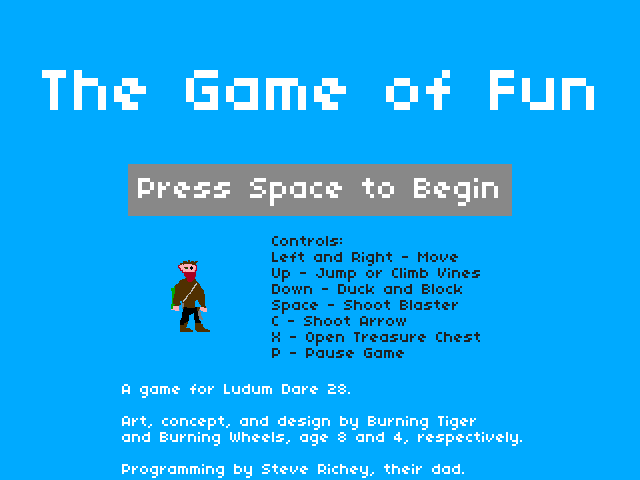 The Game of Fun
Press Space to Begin
Controls:
Left and Right - Move
Up - Jump or Climb Vines
Down - Duck and Block
Space - Shoot Blaster
C - Shoot Arrow
X - Open Treasure Chest
P - Pause Game
A game for Ludum Dare 28.
Art, concept, and design by Burning Tiger
and Burning Wheels, age 8 and 4, respectively.
Programming by Steve Richey, their dad.